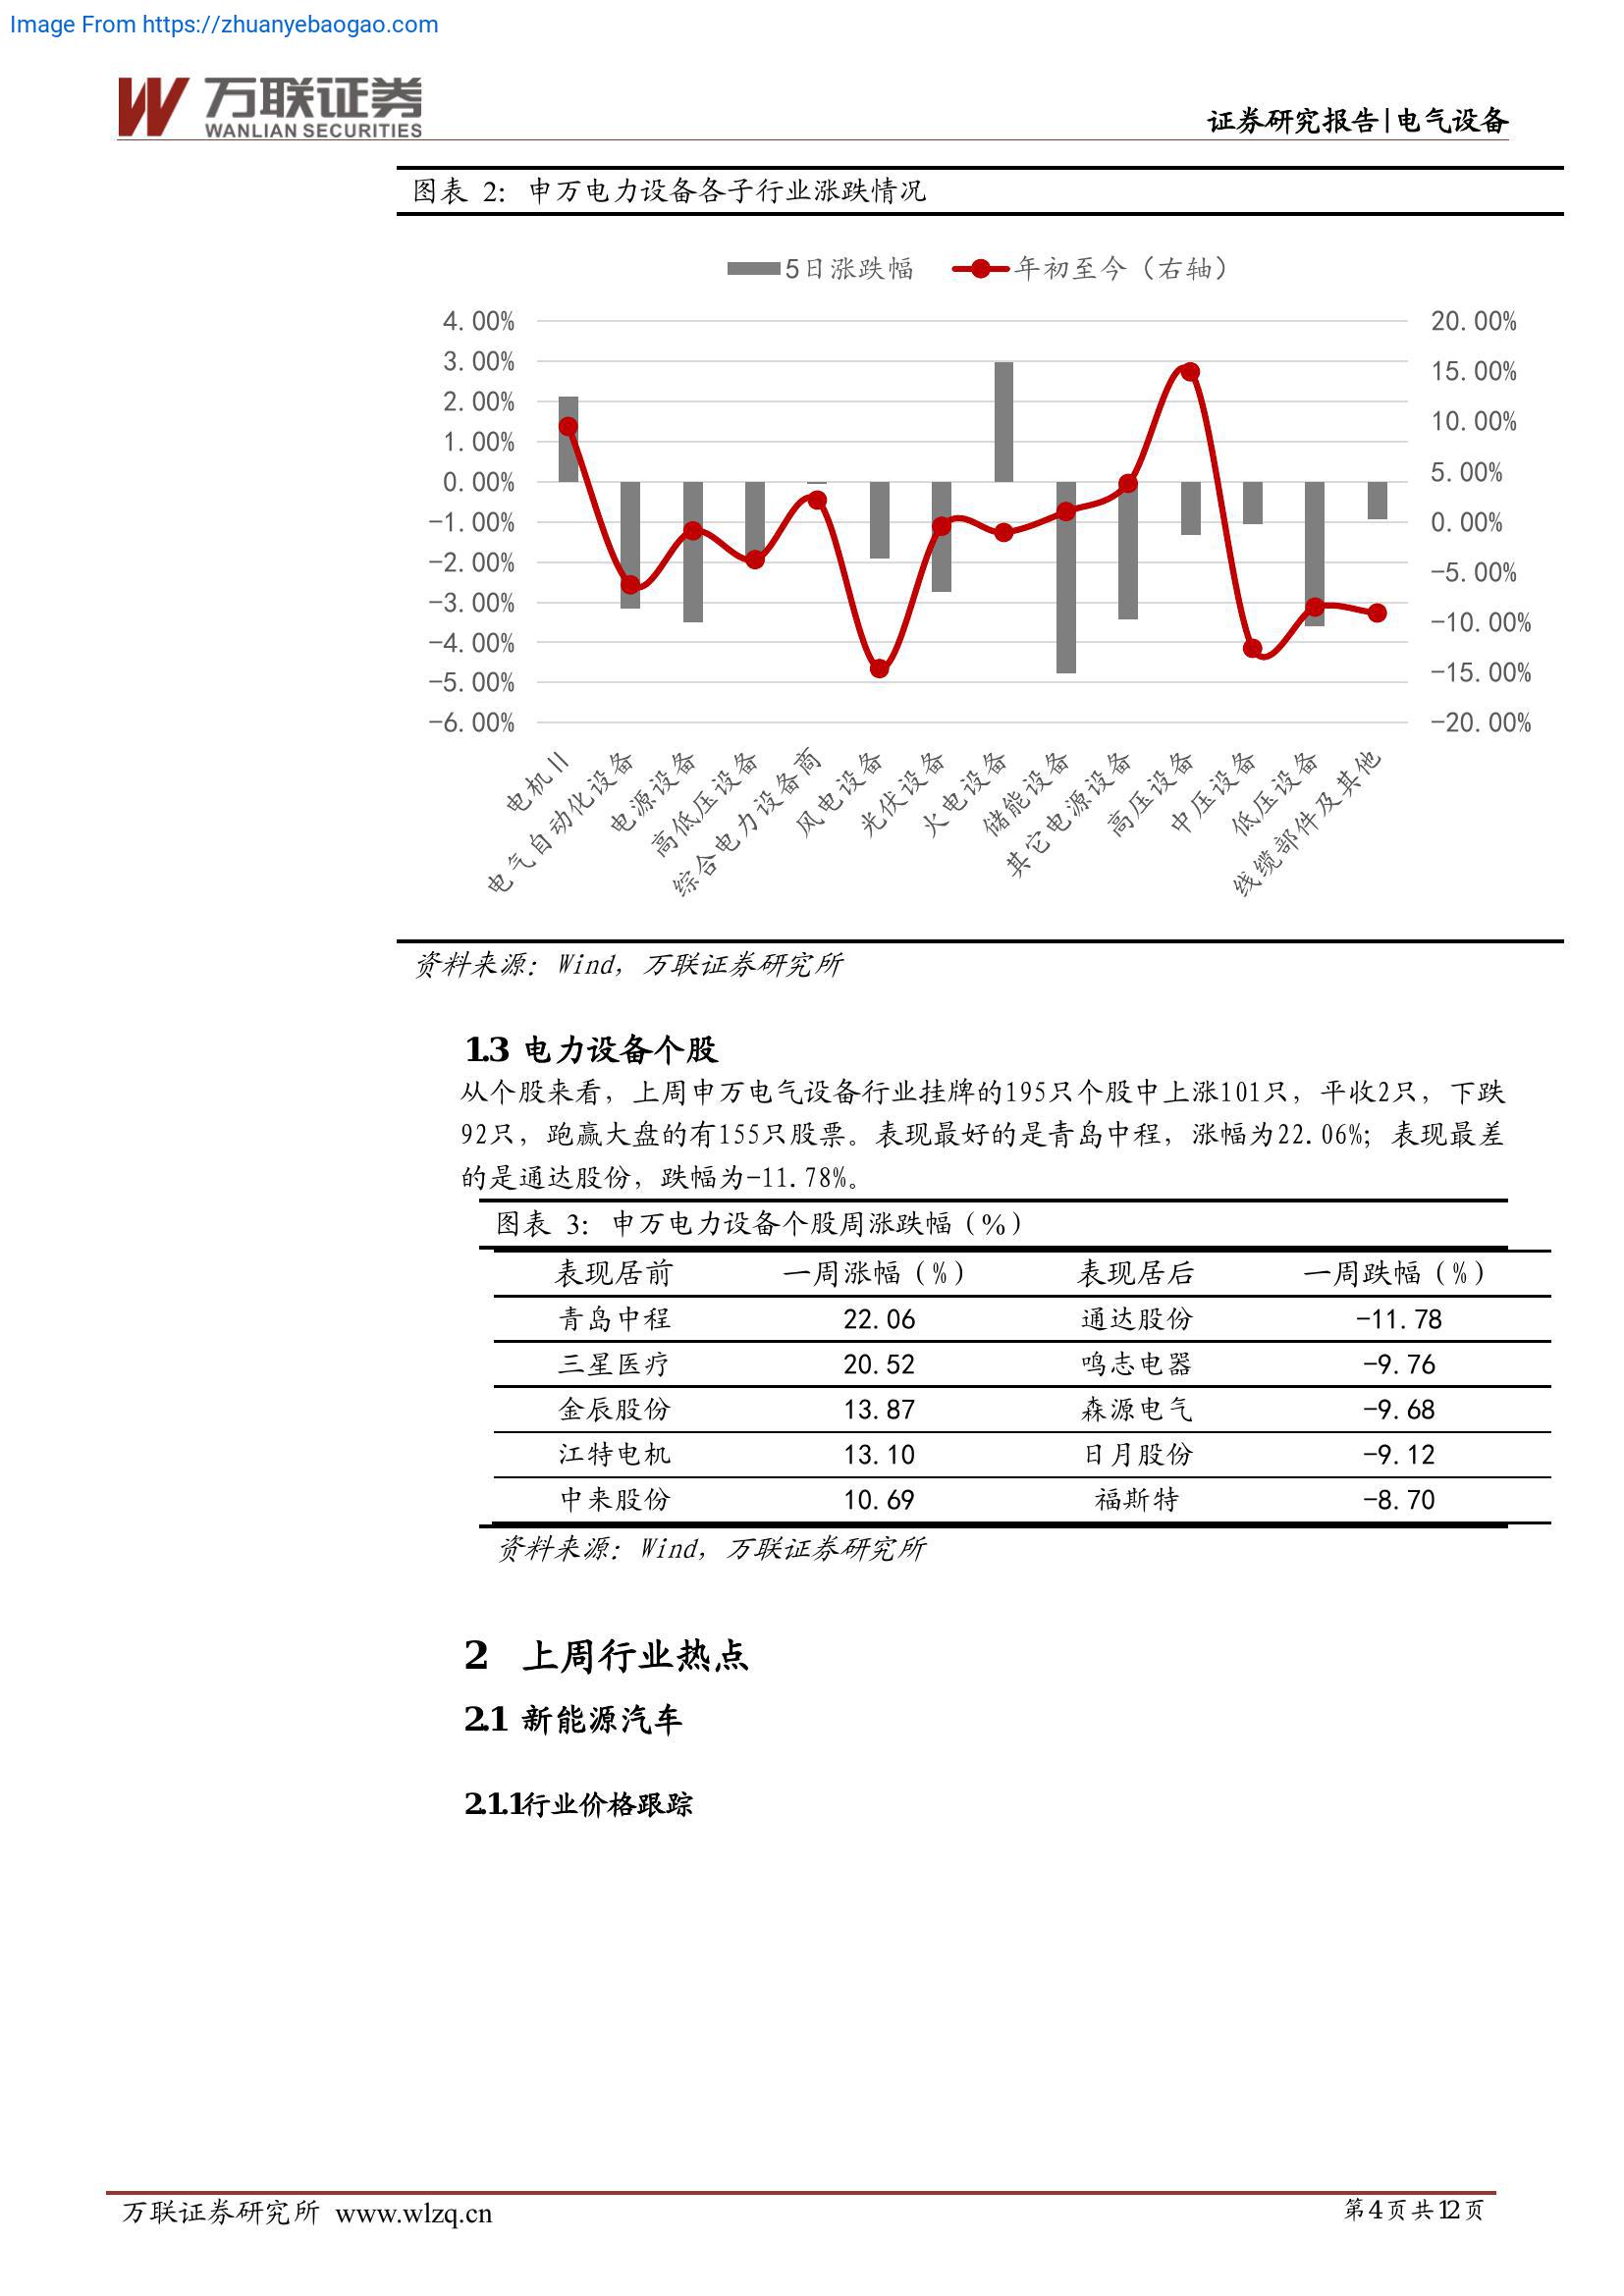 Image From https://zhuanyebaogao.com
万联证券
WANLIAN SECURITIES
证券研究报告|电气设备
图表 2：申万电力设备各子行业涨跌情况
5日涨跌幅 年初至今（右轴）
4.00% 20.00%
3.00% 15.00%
2.00% 10.00%
1.00% 5.00%
0.00% 0.00%
-1.00% -5.00%
-2.00% -10.00%
-3.00% -15.00%
-4.00% -20.00%
-5.00%
-6.00%
电机Ⅱ
电气自动化设备
电源设备
高低压设备
综合电力设备商
风电设备
光伏设备
火电设备
储能设备
其它电源设备
高压设备
中压设备
低压设备
线缆部件及其他
资料来源：Wind，万联证券研究所
1.3 电力设备个股
从个股来看，上周申万电气设备行业挂牌的195只个股中上涨101只，平收2只，下跌
92只，跑赢大盘的有155只股票。表现最好的是青岛中程，涨幅为22.06%；表现最差
的是通达股份，跌幅为-11.78%。
图表 3：申万电力设备个股周涨跌幅（%）
表现居前 一周涨幅（%） 表现居后 一周跌幅（%）
青岛中程 22.06 通达股份 -11.78
三星医疗 20.52 鸣志电器 -9.76
金辰股份 13.87 森源电气 -9.68
江特电机 13.10 日月股份 -9.12
中来股份 10.69 福斯特 -8.70
资料来源：Wind，万联证券研究所
2 上周行业热点
2.1 新能源汽车
2.1.1行业价格跟踪
万联证券研究所 www.wlzq.cn 第4页共12页